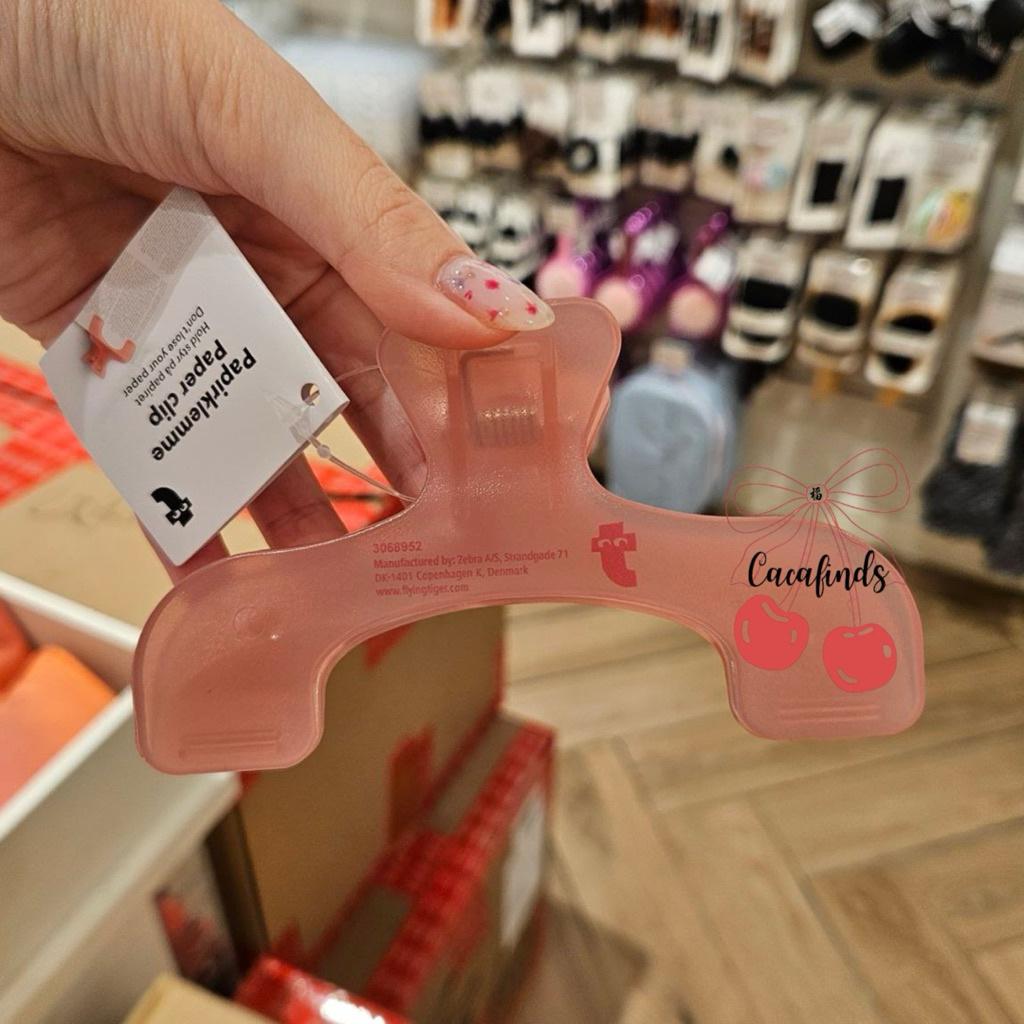 Papirklemme
paper clip
Hold styr på papiret
Don't lose your paper
3068952
Manufactured by: Zebra A/S, Strandgade 71
DK-1401 Copenhagen K, Denmark
www.flyingtiger.com
福
Cacafinds